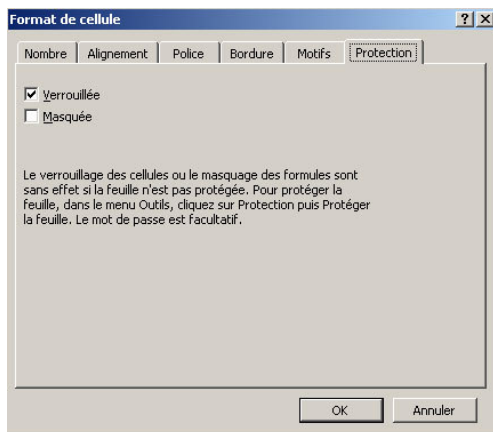 Format de cellule
Nombre Alignement Police Bordure Motifs Protection
Verrouillée
Masquée
Le verrouillage des cellules ou le masquage des formules sont
sans effet si la feuille n'est pas protégée. Pour protéger la
feuille, dans le menu Outils, cliquez sur Protection puis Protéger
la feuille. Le mot de passe est facultatif.
OK Annuler